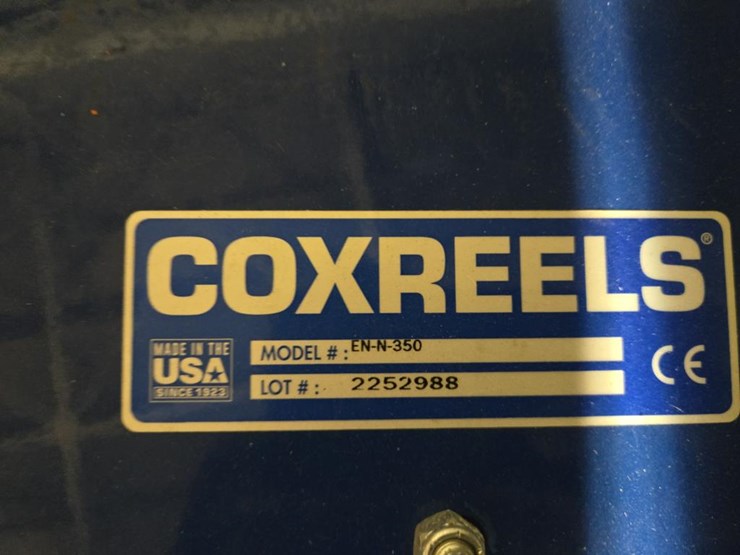 COXREELS®
MADE IN THE
USA
SINCE 1923
MODEL #: EN-N-350
LOT #: 2252988
CE